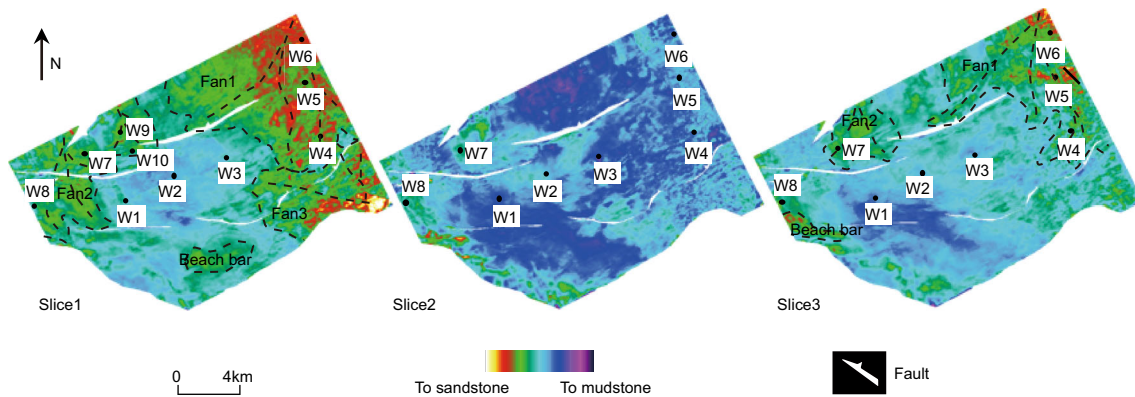 N
Fan1
W6
W5
W9
W7
W10
W4
W3
W8
Fan2
W2
W1
Fan3
Beach bar
Slice1
W6
W5
W7
W4
W3
W8
W2
W1
Slice2
W6
Fan1
W5
Fan2
W7
W4
W3
W8
W2
W1
Beach bar
Slice3
0 4km
To sandstone To mudstone
Fault